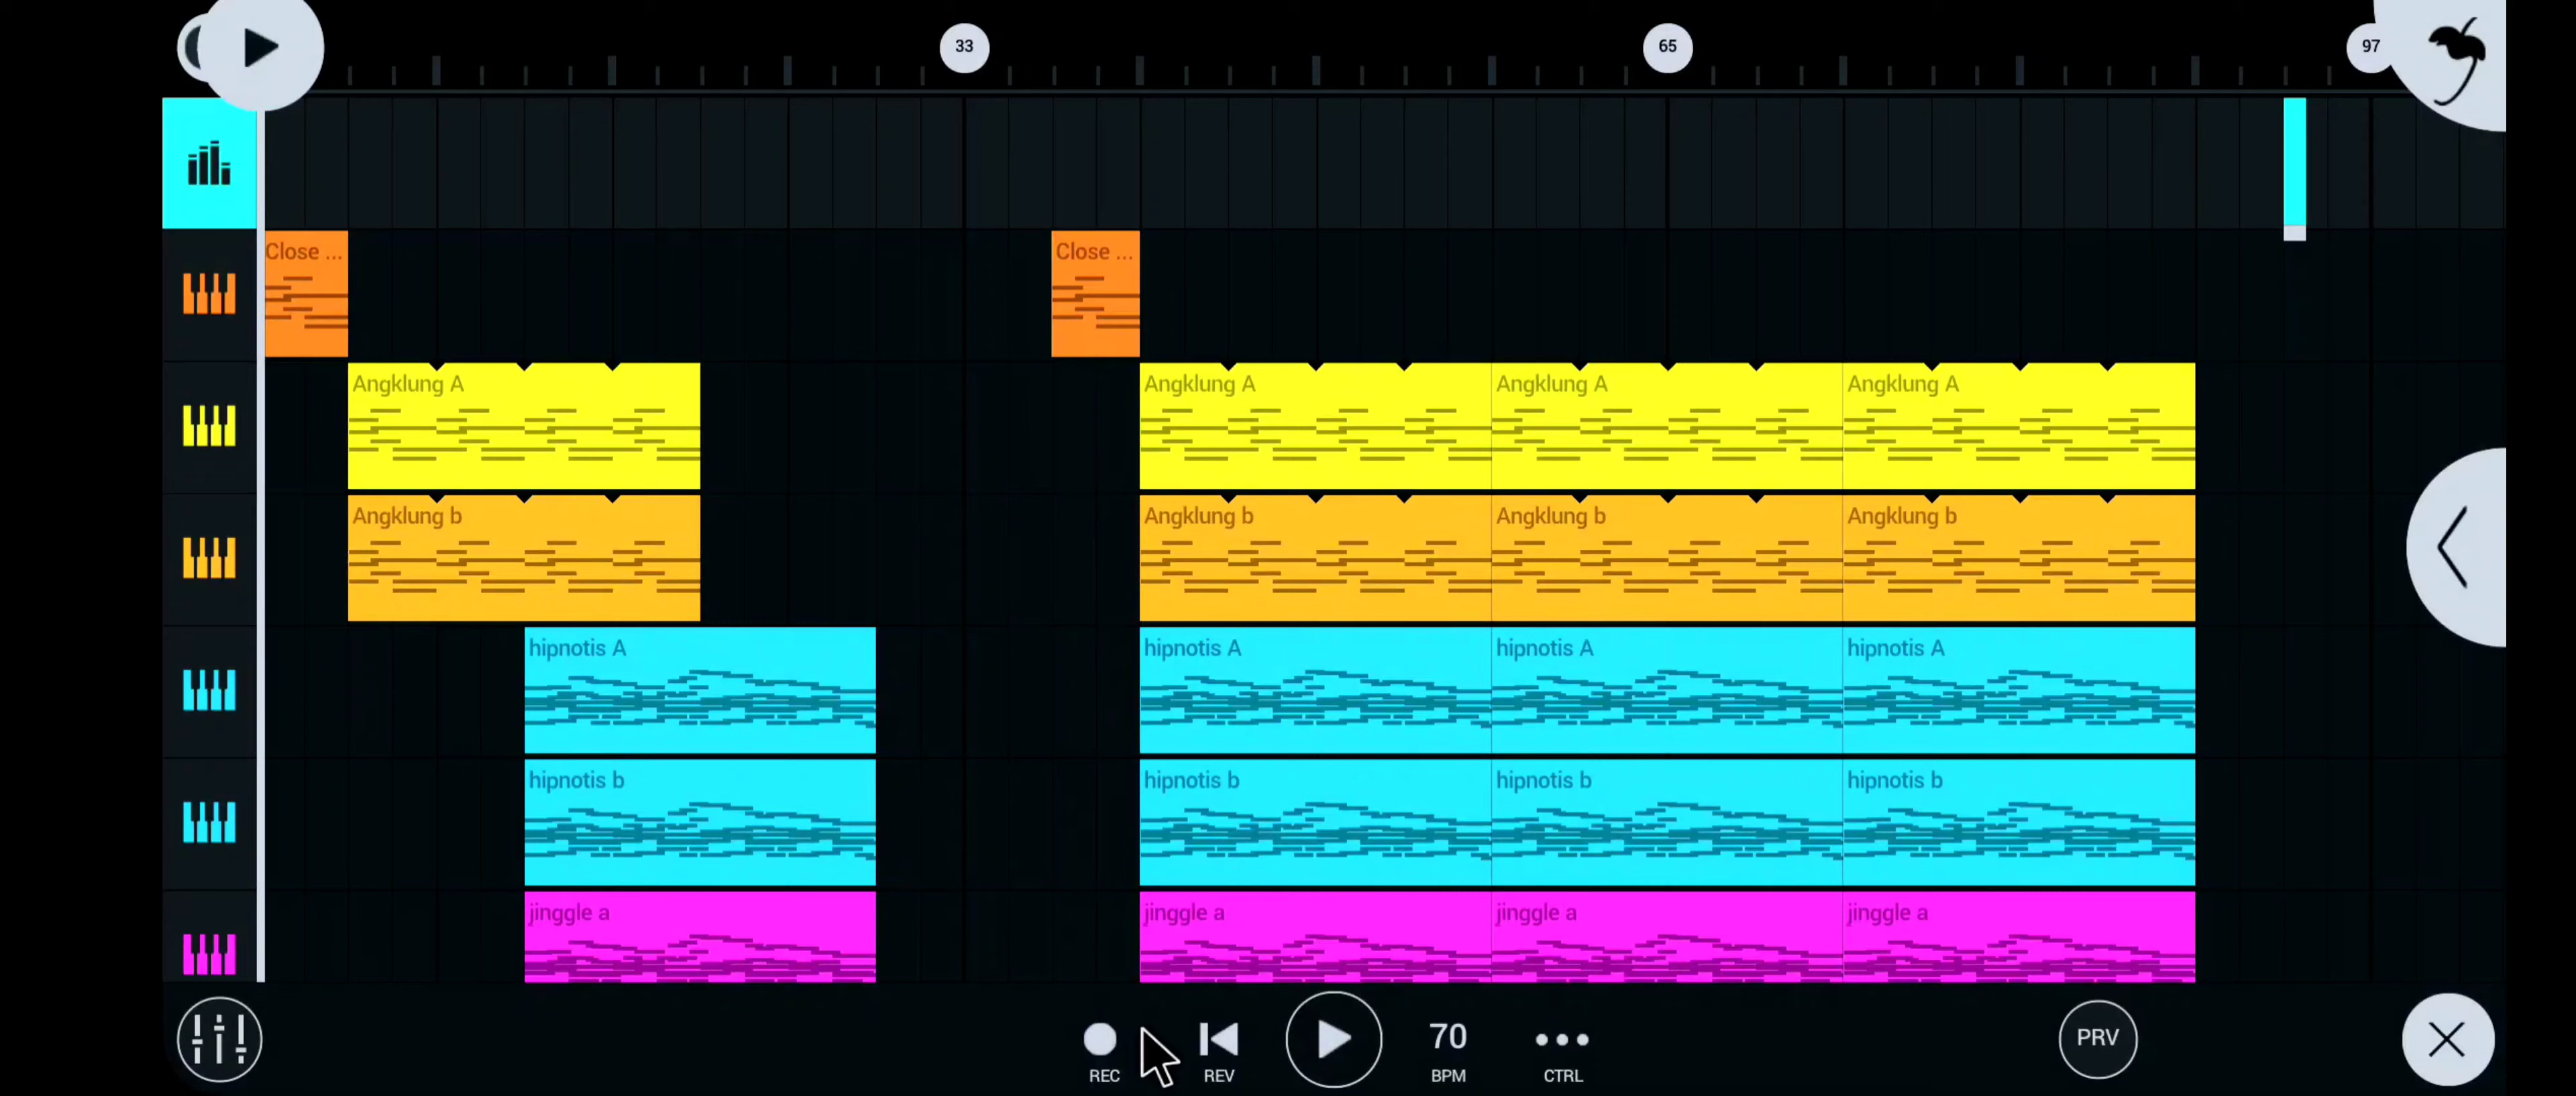 33 65 97
Close ... Close ...
Angklung A Angklung A Angklung A Angklung A
Angklung b Angklung b Angklung b Angklung b
hipnotis A hipnotis A hipnotis A hipnotis A
hipnotis b hipnotis b hipnotis b hipnotis b
jinggle a jinggle a jinggle a jinggle a
70 PRV
REC REV BPM CTRL